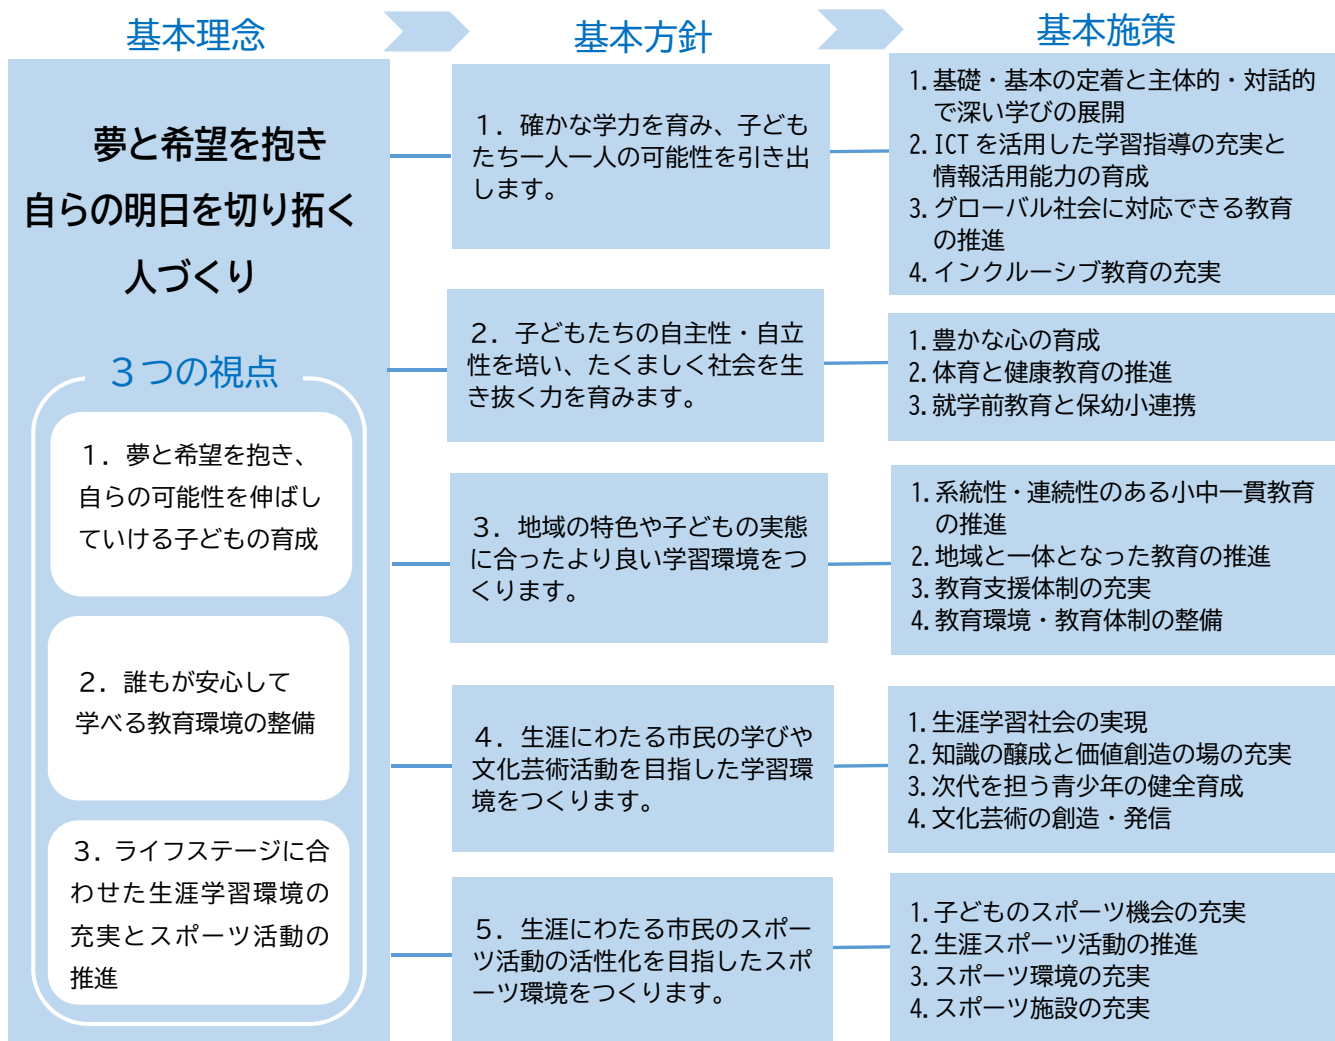 基本理念
基本方針
基本施策
夢と希望を抱き
自らの明日を切り拓く
人づくり
３つの視点
１．夢と希望を抱き、
自らの可能性を伸ばし
ていける子どもの育成
２．誰もが安心して
学べる教育環境の整備
３．ライフステージに合
わせた生涯学習環境の
充実とスポーツ活動の
推進
１．確かな学力を育み、子ども
たち一人一人の可能性を引き出
します。
２．子どもたちの自主性・自立
性を培い、たくましく社会を生
き抜く力を育みます。
３．地域の特色や子どもの実態
に合ったより良い学習環境をつ
くります。
４．生涯にわたる市民の学びや
文化芸術活動を目指した学習環
境をつくります。
５．生涯にわたる市民のスポー
ツ活動の活性化を目指したスポ
ーツ環境をつくります。
1.基礎・基本の定着と主体的・対話的
で深い学びの展開
2.ICTを活用した学習指導の充実と
情報活用能力の育成
3.グローバル社会に対応できる教育
の推進
4.インクルーシブ教育の充実
1.豊かな心の育成
2.体育と健康教育の推進
3.就学前教育と保幼小連携
1.系統性・連続性のある小中一貫教育
の推進
2.地域と一体となった教育の推進
3.教育支援体制の充実
4.教育環境・教育体制の整備
1.生涯学習社会の実現
2.知識の醸成と価値創造の場の充実
3.次代を担う青少年の健全育成
4.文化芸術の創造・発信
1.子どものスポーツ機会の充実
2.生涯スポーツ活動の推進
3.スポーツ環境の充実
4.スポーツ施設の充実